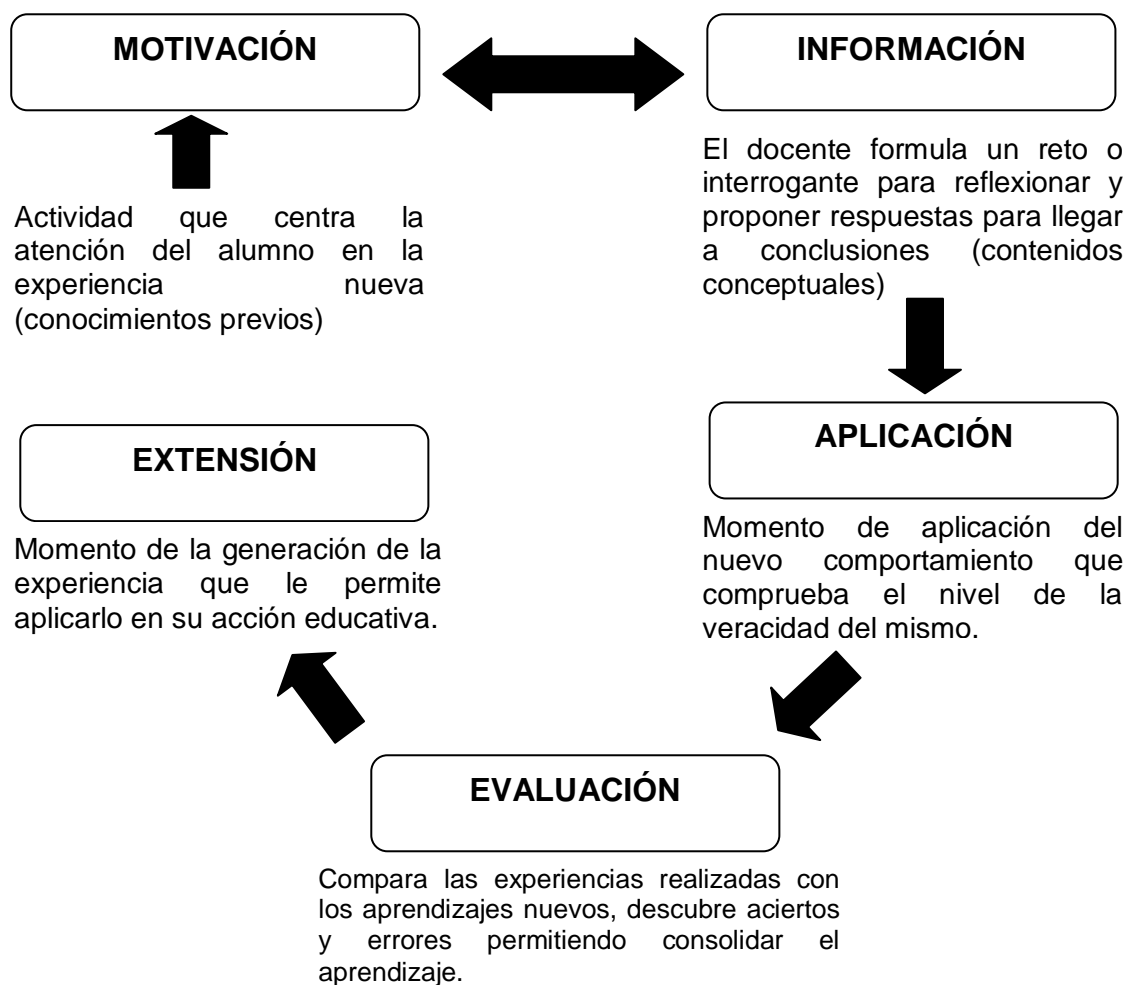 MOTIVACIÓN
Actividad que centra la
atención del alumno en la
experiencia nueva
(conocimientos previos)
INFORMACIÓN
El docente formula un reto o
interrogante para reflexionar y
proponer respuestas para llegar
a conclusiones (contenidos
conceptuales)
APLICACIÓN
Momento de aplicación del
nuevo comportamiento que
comprueba el nivel de la
veracidad del mismo.
EVALUACIÓN
Compara las experiencias realizadas con
los aprendizajes nuevos, descubre aciertos
y errores permitiendo consolidar el
aprendizaje.
EXTENSIÓN
Momento de la generación de la
experiencia que le permite
aplicarlo en su acción educativa.